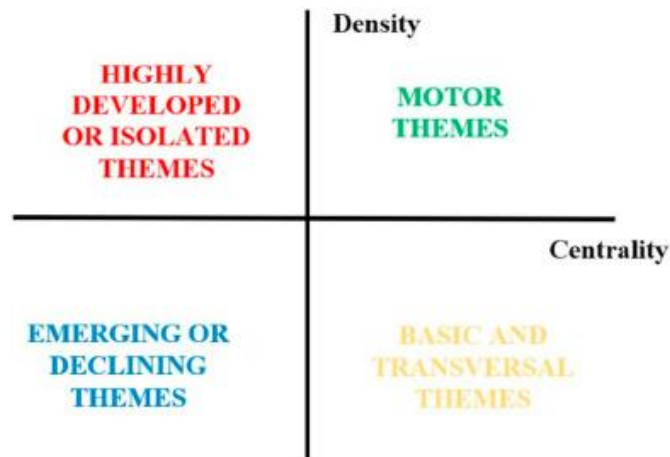 Density
HIGHLY
DEVELOPED
OR ISOLATED
THEMES
MOTOR
THEMES
Centrality
EMERGING OR
DECLINING
THEMES
BASIC AND
TRANSVERSAL
THEMES